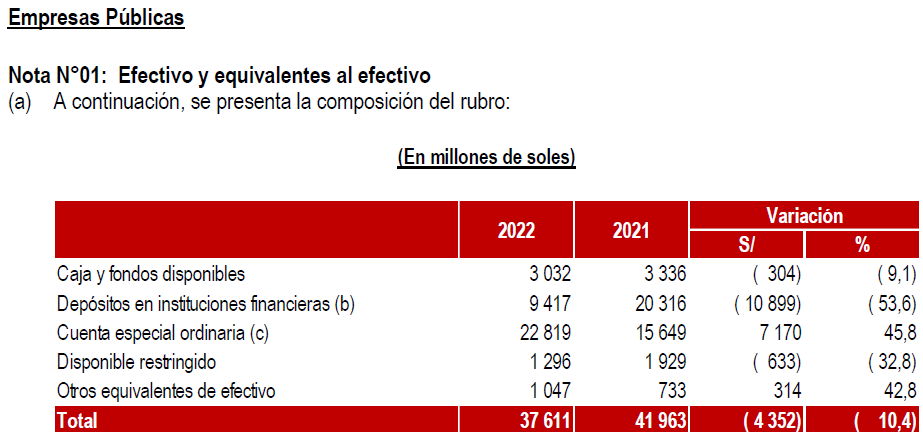 Empresas Públicas
Nota N°01: Efectivo y equivalentes al efectivo
(a) A continuación, se presenta la composición del rubro:
(En millones de soles)
2022 2021 Variación
S/ %
Caja y fondos disponibles 3 032 3 336 ( 304) ( 9,1)
Depósitos en instituciones financieras (b) 9 417 20 316 ( 10 899) ( 53,6)
Cuenta especial ordinaria (c) 22 819 15 649 7 170 45,8
Disponible restringido 1 296 1 929 ( 633) ( 32,8)
Otros equivalentes de efectivo 1 047 733 314 42,8
Total 37 611 41 963 ( 4 352) ( 10,4)